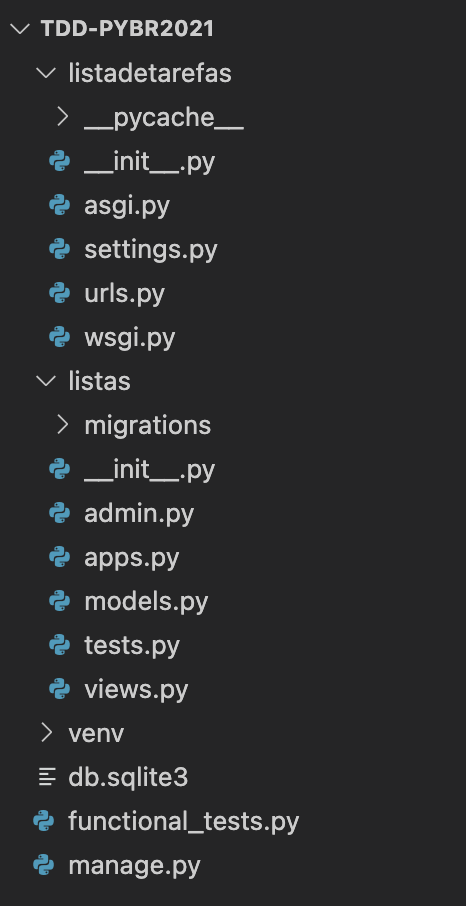 TDD-PYBR2021
listadetarefas
__pycache__
__init__.py
asgi.py
settings.py
urls.py
wsgi.py
listas
migrations
__init__.py
admin.py
apps.py
models.py
tests.py
views.py
venv
db.sqlite3
functional_tests.py
manage.py